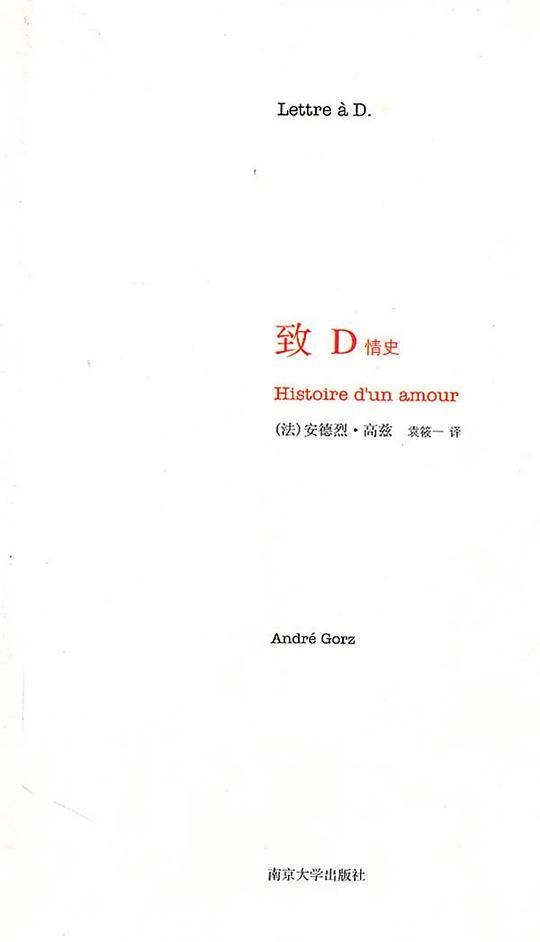 Lettre à D.
致 D 情史
Histoire d'un amour
(法)安德烈·高兹 袁筱一 译
André Gorz
南京大学出版社